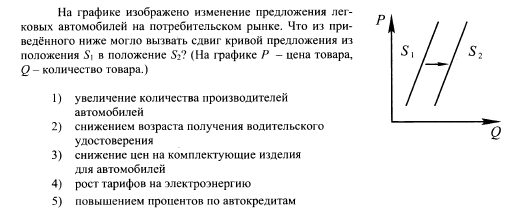 На графике изображено изменение предложения лег-
ковых автомобилей на потребительском рынке. Что из при-
ведённого ниже могло вызвать сдвиг кривой предложения из
положения S1 в положение S2? (На графике P – цена товара,
Q – количество товара.)
1) увеличение количества производителей
автомобилей
2) снижением возраста получения водительского
удостоверения
3) снижение цен на комплектующие изделия
для автомобилей
4) рост тарифов на электроэнергию
5) повышением процентов по автокредитам
P
S1
S2
Q